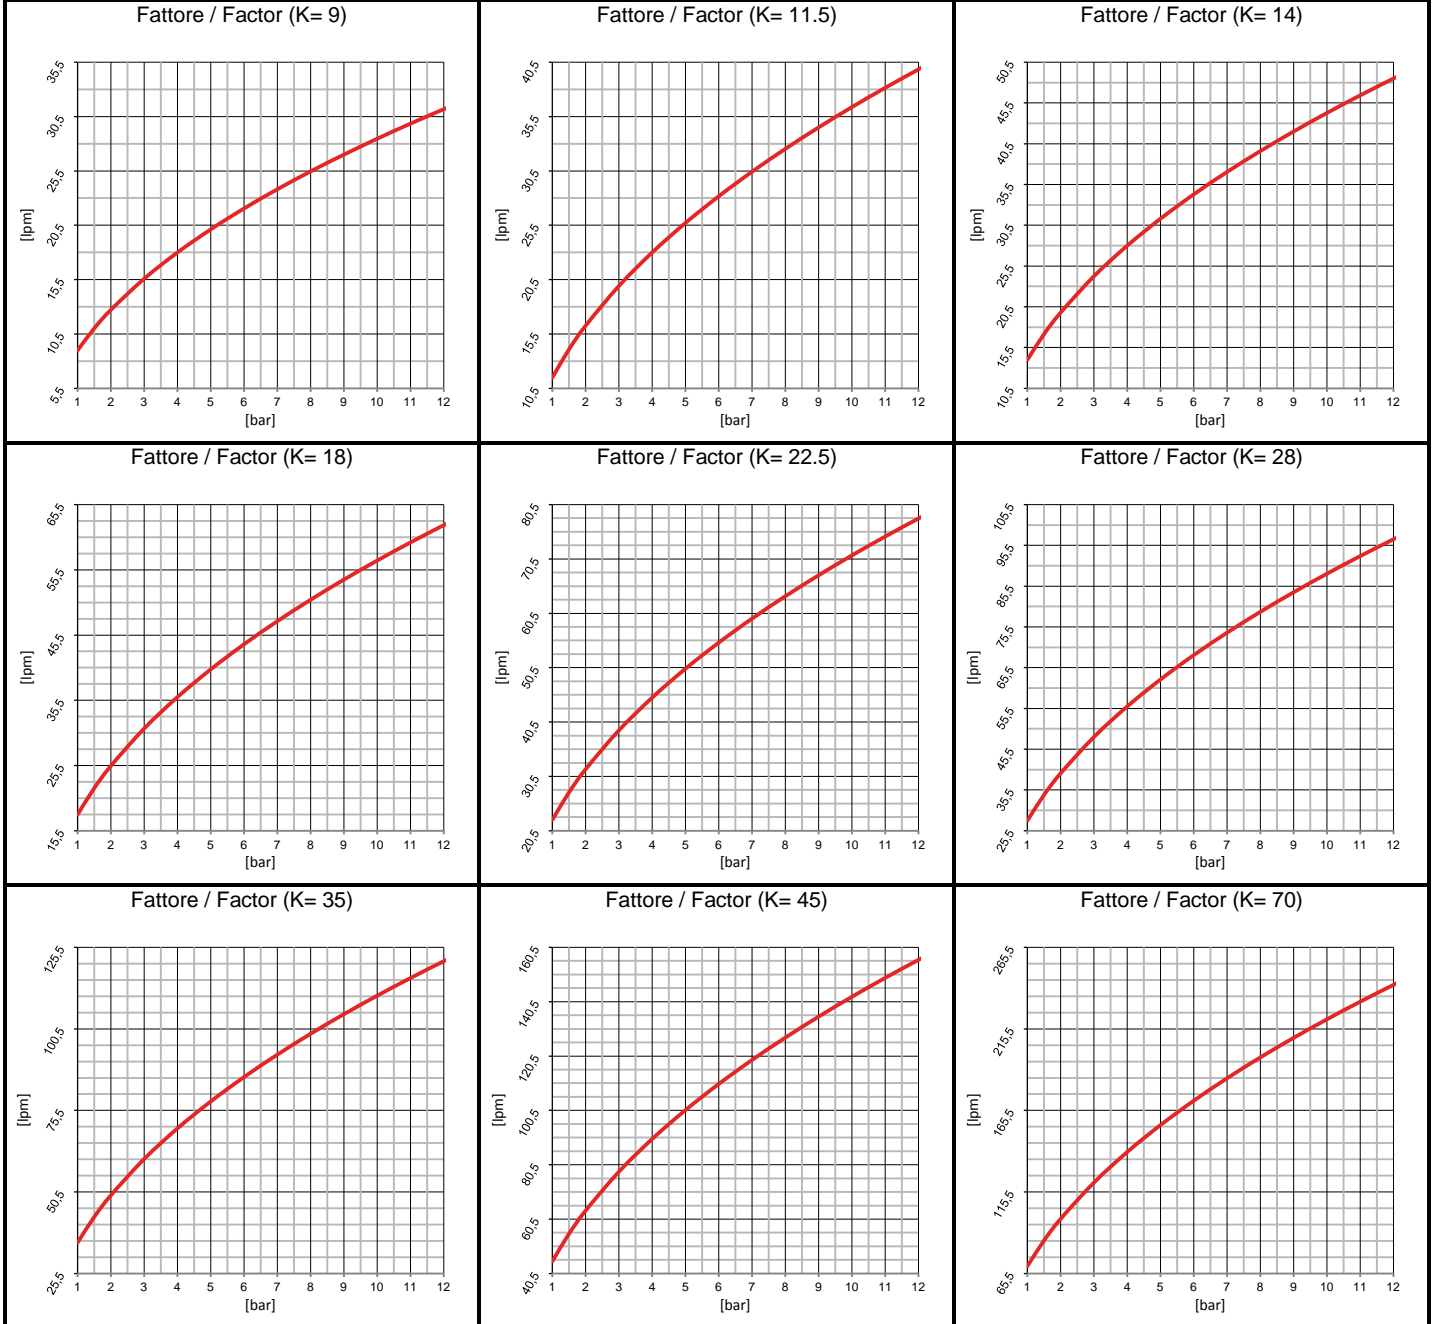 Fattore / Factor (K= 9)
35,5
30,5
25,5
20,5
15,5
10,5
5,5
[lpm]
1 2 3 4 5 6 7 8 9 10 11 12
[bar]
Fattore / Factor (K= 11.5)
40,5
35,5
30,5
25,5
20,5
15,5
10,5
[lpm]
1 2 3 4 5 6 7 8 9 10 11 12
[bar]
Fattore / Factor (K= 14)
50,5
45,5
40,5
35,5
30,5
25,5
20,5
15,5
10,5
[lpm]
1 2 3 4 5 6 7 8 9 10 11 12
[bar]
Fattore / Factor (K= 18)
65,5
55,5
45,5
35,5
25,5
15,5
[lpm]
1 2 3 4 5 6 7 8 9 10 11 12
[bar]
Fattore / Factor (K= 22.5)
80,5
70,5
60,5
50,5
40,5
30,5
20,5
[lpm]
1 2 3 4 5 6 7 8 9 10 11 12
[bar]
Fattore / Factor (K= 28)
105,5
95,5
85,5
75,5
65,5
55,5
45,5
35,5
25,5
[lpm]
1 2 3 4 5 6 7 8 9 10 11 12
[bar]
Fattore / Factor (K= 35)
125,5
100,5
75,5
50,5
25,5
[lpm]
1 2 3 4 5 6 7 8 9 10 11 12
[bar]
Fattore / Factor (K= 45)
160,5
140,5
120,5
100,5
80,5
60,5
40,5
[lpm]
1 2 3 4 5 6 7 8 9 10 11 12
[bar]
Fattore / Factor (K= 70)
265,5
215,5
165,5
115,5
65,5
[lpm]
1 2 3 4 5 6 7 8 9 10 11 12
[bar]